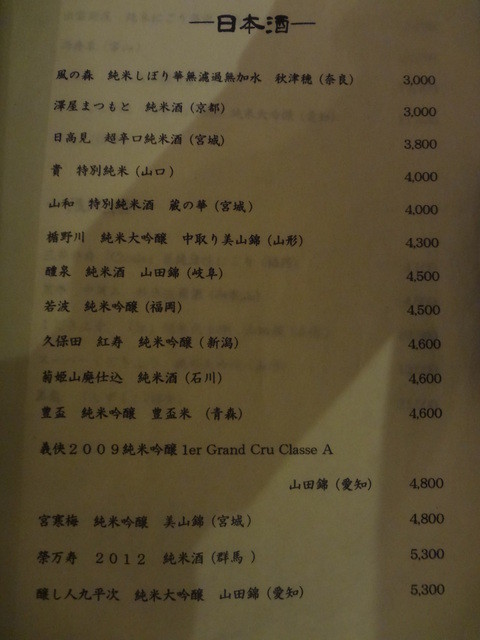 日本酒
風の森 純米しぼり華無濾過無加水 秋津穂（奈良） 3,000
澤屋まつもと 純米酒（京都） 3,000
日高見 超辛口純米酒（宮城） 3,800
貴 特別純米（山口） 4,000
山和 特別純米酒 蔵の華（宮城） 4,000
楯野川 純米大吟醸 中取り美山錦（山形） 4,300
醴泉 純米酒 山田錦（岐阜） 4,500
若波 純米吟醸（福岡） 4,500
久保田 紅寿 純米吟醸（新潟） 4,600
菊姫山廃仕込 純米酒（石川） 4,600
豊盃 純米吟醸 豊盃米 （青森） 4,600
義侠２００９純米吟醸1er Grand Cru Classe A
山田錦（愛知） 4,800
宮寒梅 純米吟醸 美山錦（宮城） 4,800
榮万寿 ２０１２ 純米酒（群馬 ） 5,300
醸し人九平次 純米大吟醸 山田錦（愛知） 5,300